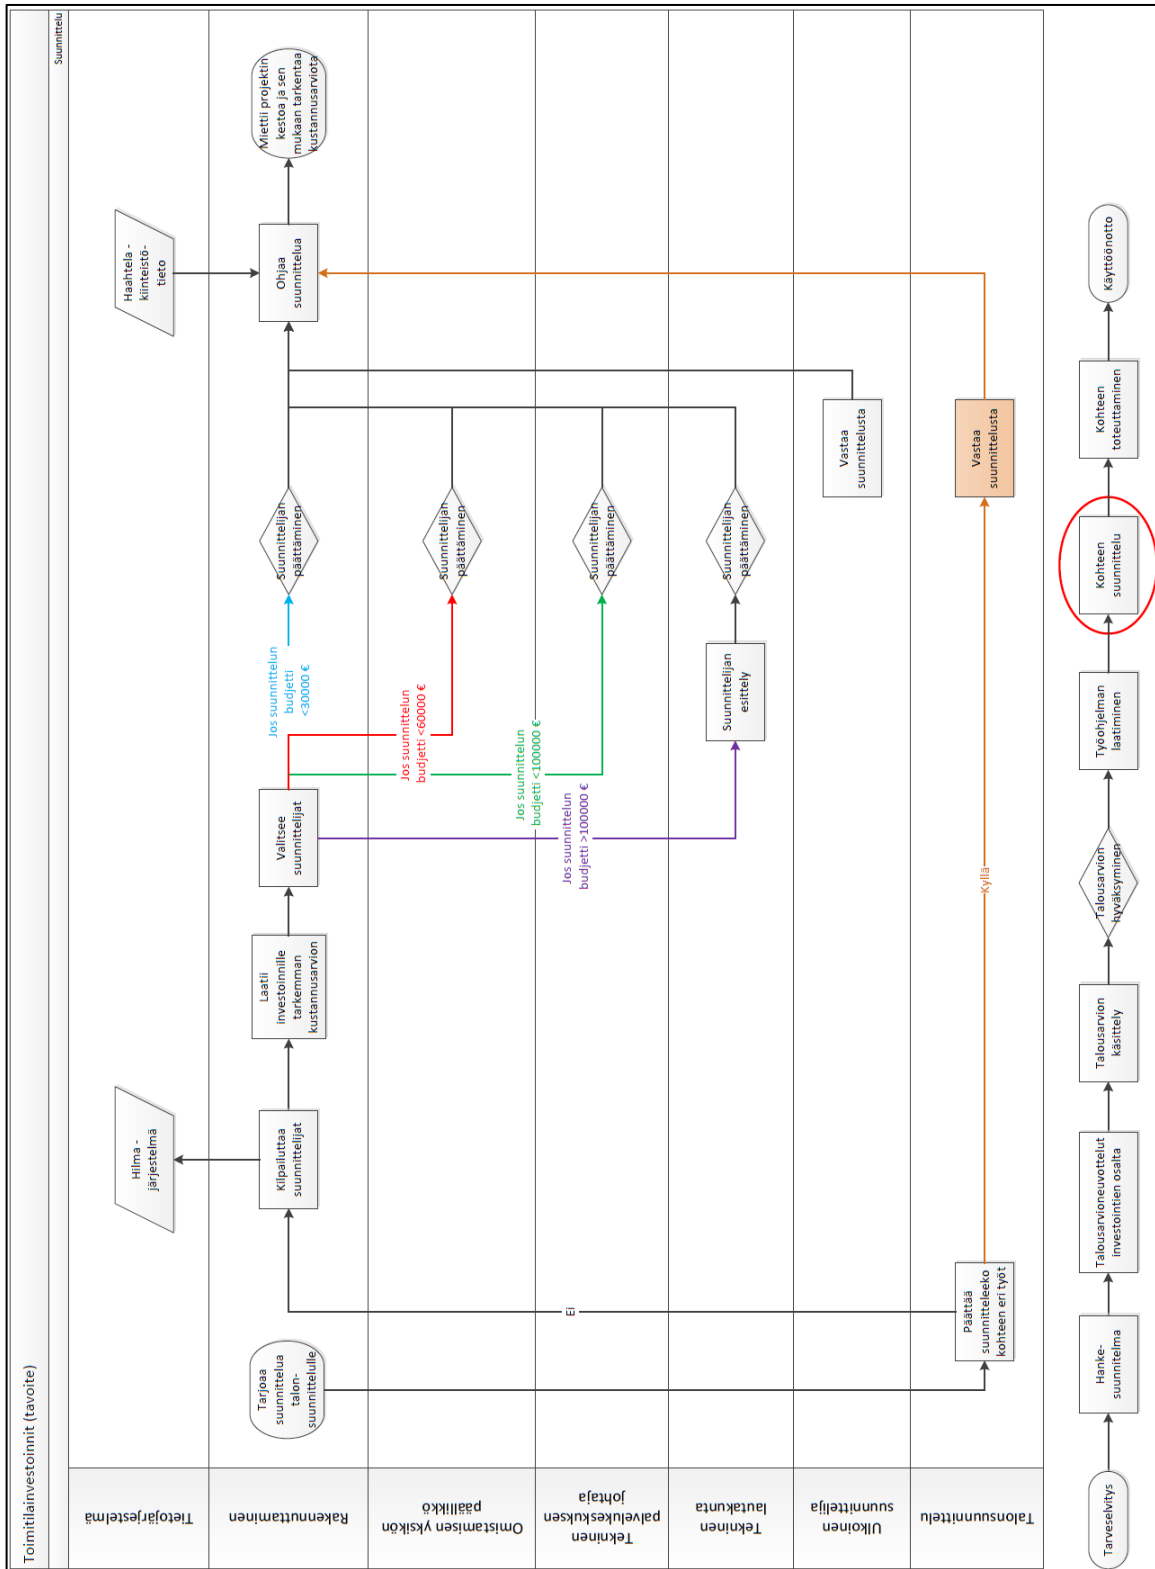 Toimitilainvestoinnit (tavoite)
Suunnittelu
Tietojärjestelmä
Hilma -
järjestelmä
Haahtela -
kiinteistö-
tieto
Rakennuttaminen
Tarjoaa
suunnittelua
talon-
suunnittelulle
Kilpailuttaa
suunnittelijat
Laatii
investoinnille
tarkemman
kustannusarvion
Valitsee
suunnittelijat
Jos suunnittelun
budjetti
<30000 €
Suunnittelijan
päättäminen
Ohjaa
suunnittelua
Miettii projektin
kestoa ja sen
mukaan tarkentaa
kustannusarviota
Omistamisen yksikön
päällikkö
Jos suunnittelun
budjetti <60000 €
Suunnittelijan
päättäminen
Tekninen
palvelukeskuksen
johtaja
Ei
Jos suunnittelun
budjetti <100000 €
Jos suunnittelun
budjetti >100000 €
Suunnittelijan
päättäminen
Tekninen
lautakunta
Suunnittelijan
esittely
Suunnittelijan
päättäminen
Ulkoinen
suunnittelija
Vastaa
suunnittelusta
Talonsuunnittelu
Päättää
suunnitteleeko
kohteen eri työt
Kyllä
Vastaa
suunnittelusta
Tarveselvitys
Hanke-
suunnitelma
Talousarvioneuvottelut
investointien osalta
Talousarvion
käsittely
Talousarvion
hyväksyminen
Työohjelman
laatiminen
Kohteen
suunnittelu
Kohteen
toteuttaminen
Käyttöönotto